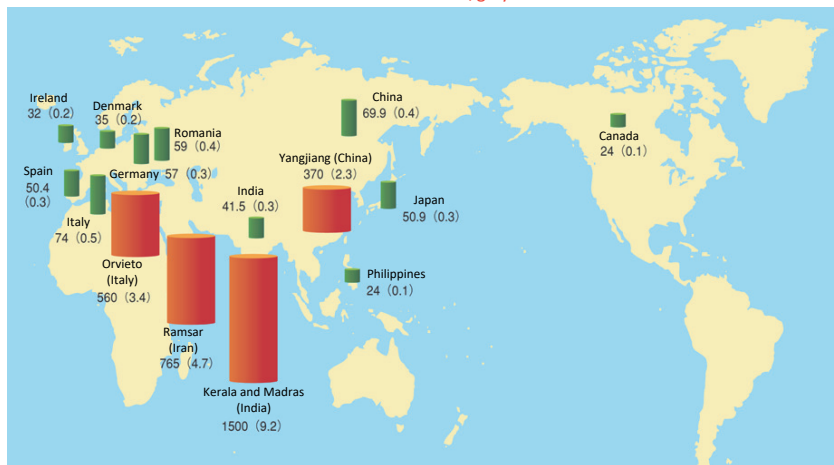 Ireland
32（0.2）
Denmark
35（0.2）
Romania
59（0.4）
China
69.9（0.4）
Canada
24（0.1）
Spain
50.4
（0.3）
Germany 57（0.3）
Italy
74（0.5）
India
41.5（0.3）
Yangjiang (China)
370（2.3）
Japan
50.9（0.3）
Orvieto
(Italy)
560（3.4）
Philippines
24（0.1）
Ramsar
(Iran)
765（4.7）
Kerala and Madras
(India)
1500（9.2）